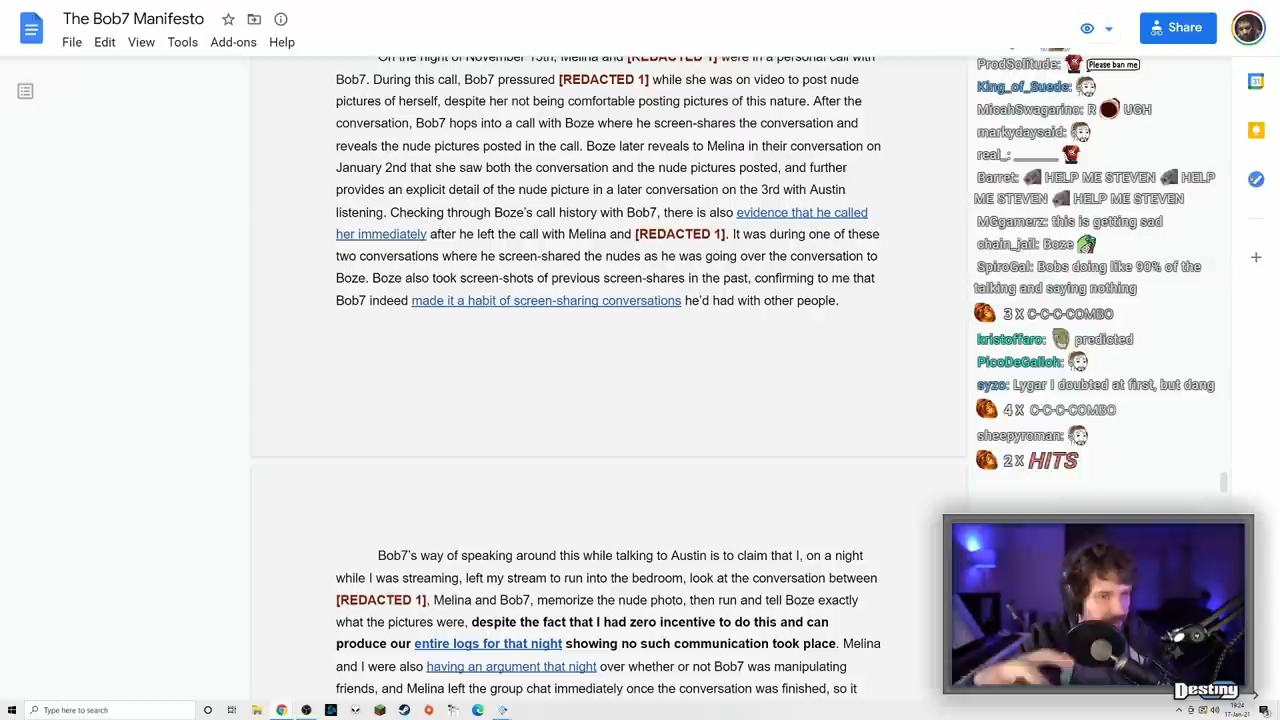 The Bob7 Manifesto
File Edit View Tools Add-ons Help
Share
On the night of November 15th, Melina and [REDACTED 1] were in a personal call with
Bob7. During this call, Bob7 pressured [REDACTED 1] while she was on video to post nude
pictures of herself, despite her not being comfortable posting pictures of this nature. After the
conversation, Bob7 hops into a call with Boze where he screen-shares the conversation and
reveals the nude pictures posted in the call. Boze later reveals to Melina in their conversation on
January 2nd that she saw both the conversation and the nude pictures posted, and further
provides an explicit detail of the nude picture in a later conversation on the 3rd with Austin
listening. Checking through Boze's call history with Bob7, there is also evidence that he called
her immediately after he left the call with Melina and [REDACTED 1]. It was during one of these
two conversations where he screen-shared the nudes as he was going over the conversation to
Boze. Boze also took screen-shots of previous screen-shares in the past, confirming to me that
Bob7 indeed made it a habit of screen-sharing conversations he'd had with other people.
Bob7's way of speaking around this while talking to Austin is to claim that I, on a night
while I was streaming, left my stream to run into the bedroom, look at the conversation between
[REDACTED 1], Melina and Bob7, memorize the nude photo, then run and tell Boze exactly
what the pictures were, despite the fact that I had zero incentive to do this and can
produce our entire logs for that night showing no such communication took place. Melina
and I were also having an argument that night over whether or not Bob7 was manipulating
friends, and Melina left the group chat immediately once the conversation was finished, so it
ProdSolitude: Please ban me
King_of_Suede:
MicahSwagarino: R UGH
markydaysaid:
real_: ______
Barret: HELP ME STEVEN HELP
ME STEVEN HELP ME STEVEN
MGgamerz: this is getting sad
chain_jail: Boze
SpiroGal: Bobs doing like 90% of the
talking and saying nothing
3 X C-C-C-COMBO
kristoffaro: predicted
PicoDeGalloh:
syzo: Lygar I doubted at first, but dang
4 X C-C-C-COMBO
sheepyroman:
2 X HITS
Destiny
Type here to search
19:24
17-Jan-21